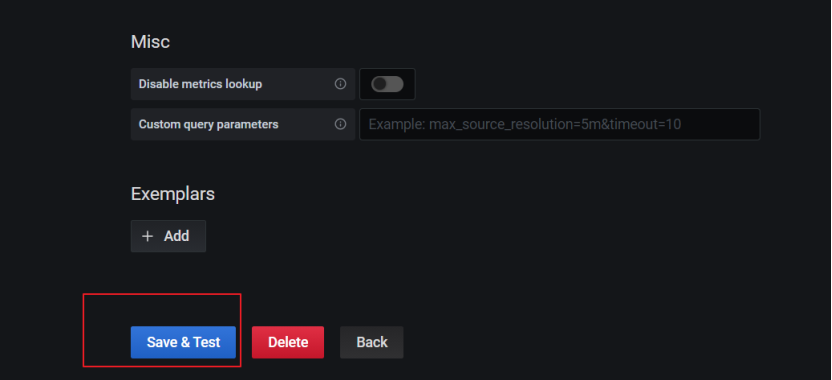 Misc
Disable metrics lookup
Custom query parameters Example: max_source_resolution=5m&timeout=10
Exemplars
+ Add
Save & Test Delete Back